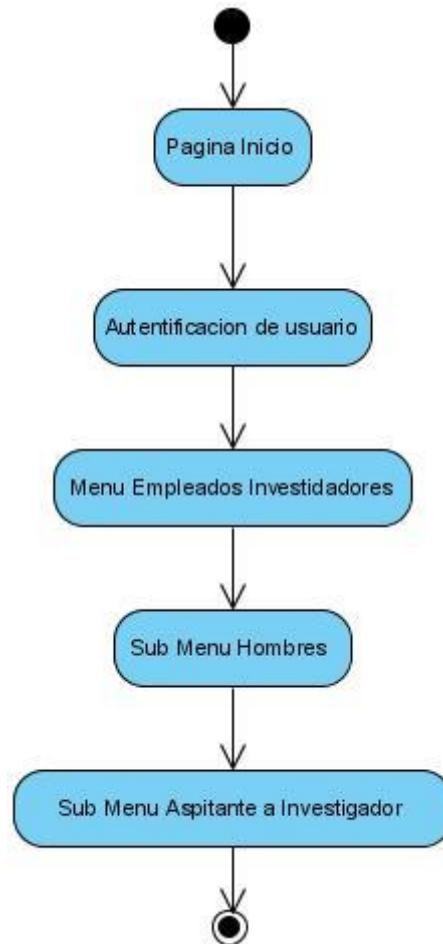 Pagina Inicio
Autentificacion de usuario
Menu Empleados Investidadores
Sub Menu Hombres
Sub Menu Aspitante a Investigador